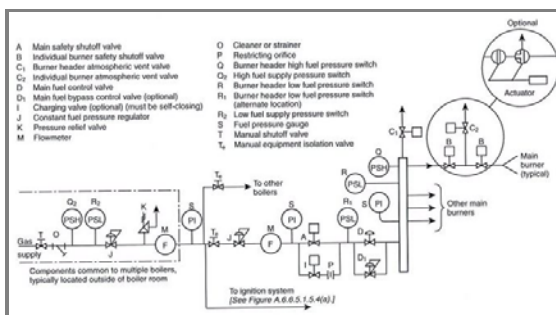 A Main safety shutoff valve
B Individual burner safety shutoff valve
C₁ Burner header atmospheric vent valve
C₂ Individual burner atmospheric vent valve
D Main fuel control valve
D₁ Main fuel bypass control valve (optional)
I Charging valve (optional) (must be self-closing)
J Constant fuel pressure regulator
K Pressure relief valve
M Flowmeter
O Cleaner or strainer
P Restricting orifice
Q Burner header high fuel pressure switch
Q₂ High fuel supply pressure switch
R Burner header low fuel pressure switch
R₁ Burner header low fuel pressure switch
(alternate location)
R₂ Low fuel supply pressure switch
S Fuel pressure gauge
T Manual shutoff valve
T₆ Manual equipment isolation valve
Optional
Actuator
C₁
C₂
B
B
Main
burner
(typical)
Q
PSH
R
PSL
S
PI
Other main
burners
T₆
To other
boilers
Q₂
PSH
R₂
PSL
K
M
F
S
PI
T₆
J
M
F
S
PI
A
R₁
PSL
D
Gas
supply
T
O
J
I
P
D₁
Components common to multiple boilers,
typically located outside of boiler room
To ignition system
[See Figure A.6.6.5.1.5.4(a).]